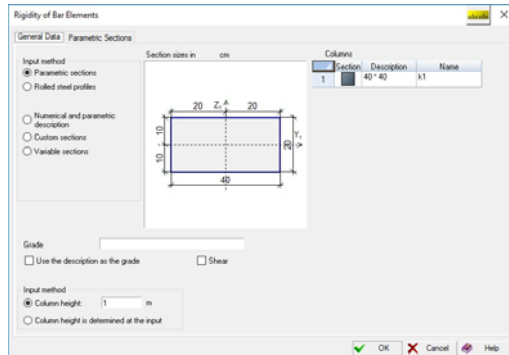 Rigidity of Bar Elements
General Data
Parametric Sections
Input method
Parametric sections
Rolled steel profiles
Numerical and parametric
description
Custom sections
Variable sections
Section sizes in cm
20 Z₁ 20
10
10
Y₁
20
40
Columns
Section Description Name
1 40 * 40 k1
Grade
Use the description as the grade
Shear
Input method
Column height: 1 m
Column height is determined at the input
OK Cancel Help